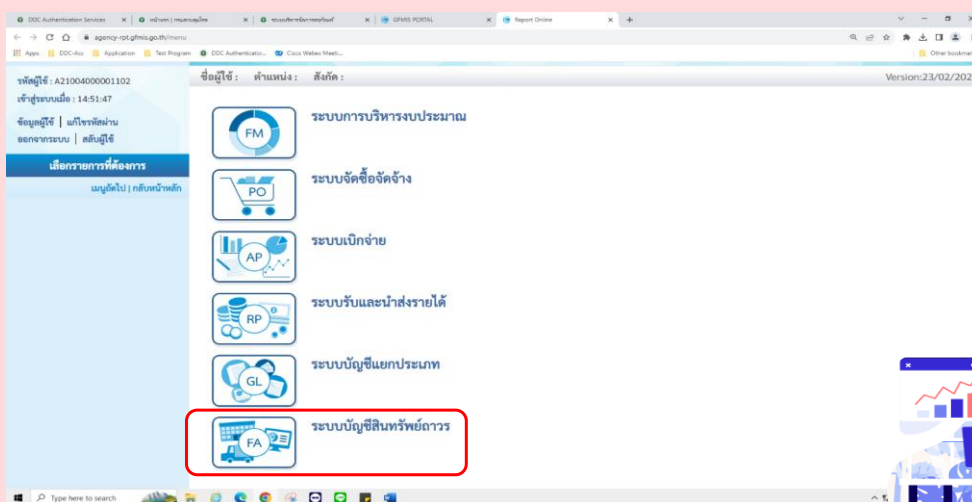 DDC Authentication Services
GFMIS PORTAL
Report Online
agency-rpt.gfmis.go.th/menu
Apps
DDC-Acc
Application
Test Program
DDC Authenticatio...
Cisco Webex Meeti...
Other bookmar
รหัสผู้ใช้ : A21004000001102
เข้าสู่ระบบเมื่อ : 14:51:47
ข้อมูลผู้ใช้ | แก้ไขรหัสผ่าน
ออกจากระบบ | สลับผู้ใช้
เลือกรายการที่ต้องการ
เมนูถัดไป | กลับหน้าหลัก
ชื่อผู้ใช้ : ตำแหน่ง : สังกัด :
Version:23/02/202
FM
ระบบการบริหารงบประมาณ
PO
ระบบจัดซื้อจัดจ้าง
AP
ระบบเบิกจ่าย
RP
ระบบรับและนำส่งรายได้
GL
ระบบบัญชีแยกประเภท
FA
ระบบบัญชีสินทรัพย์ถาวร
Type here to search